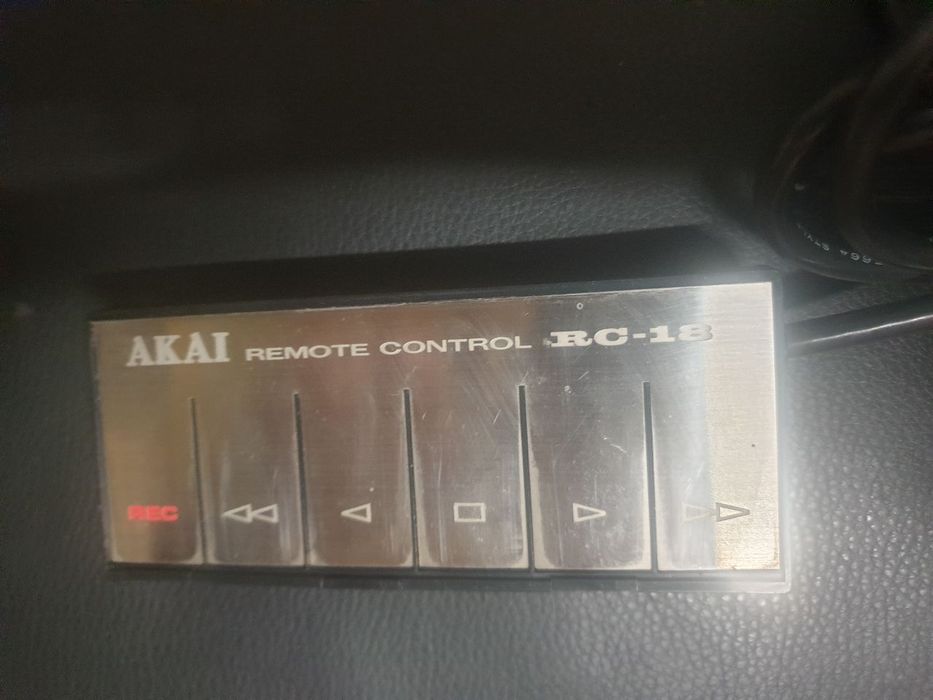 AKAI REMOTE CONTROL RC-18
REC